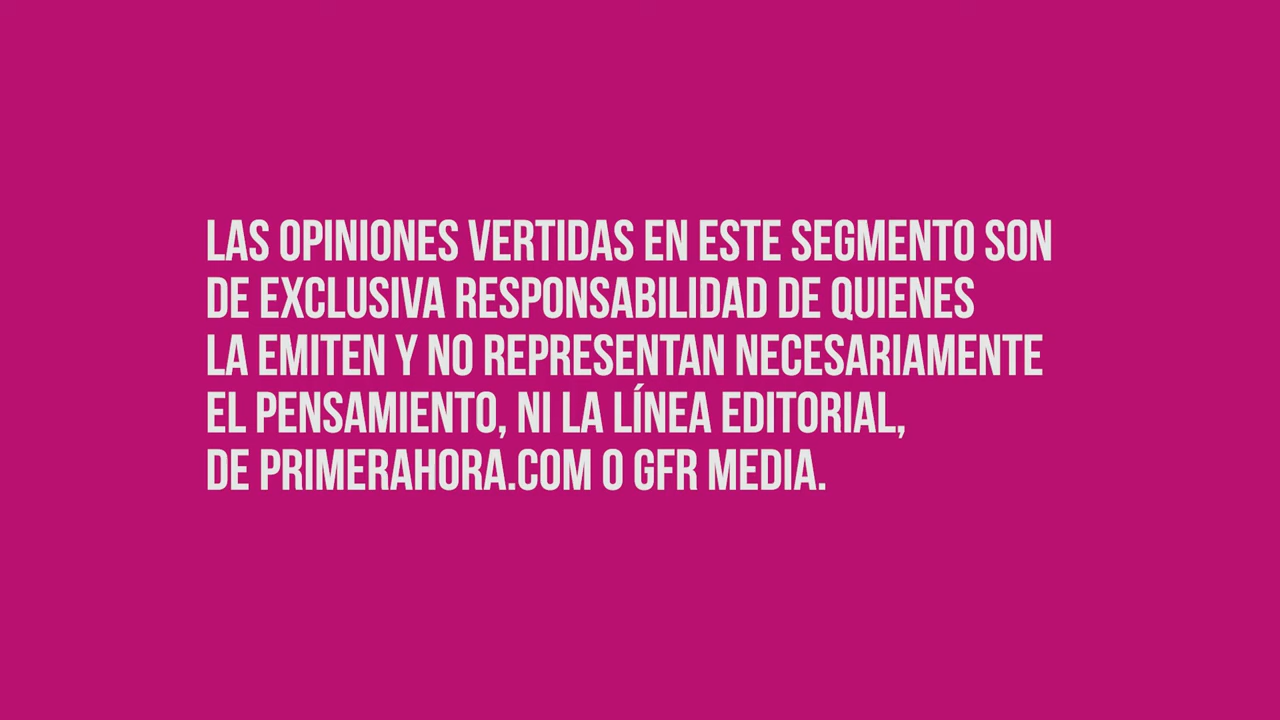 LAS OPINIONES VERTIDAS EN ESTE SEGMENTO SON
DE EXCLUSIVA RESPONSABILIDAD DE QUIENES
LA EMITEN Y NO REPRESENTAN NECESARIAMENTE
EL PENSAMIENTO, NI LA LÍNEA EDITORIAL,
DE PRIMERAHORA.COM O GFR MEDIA.